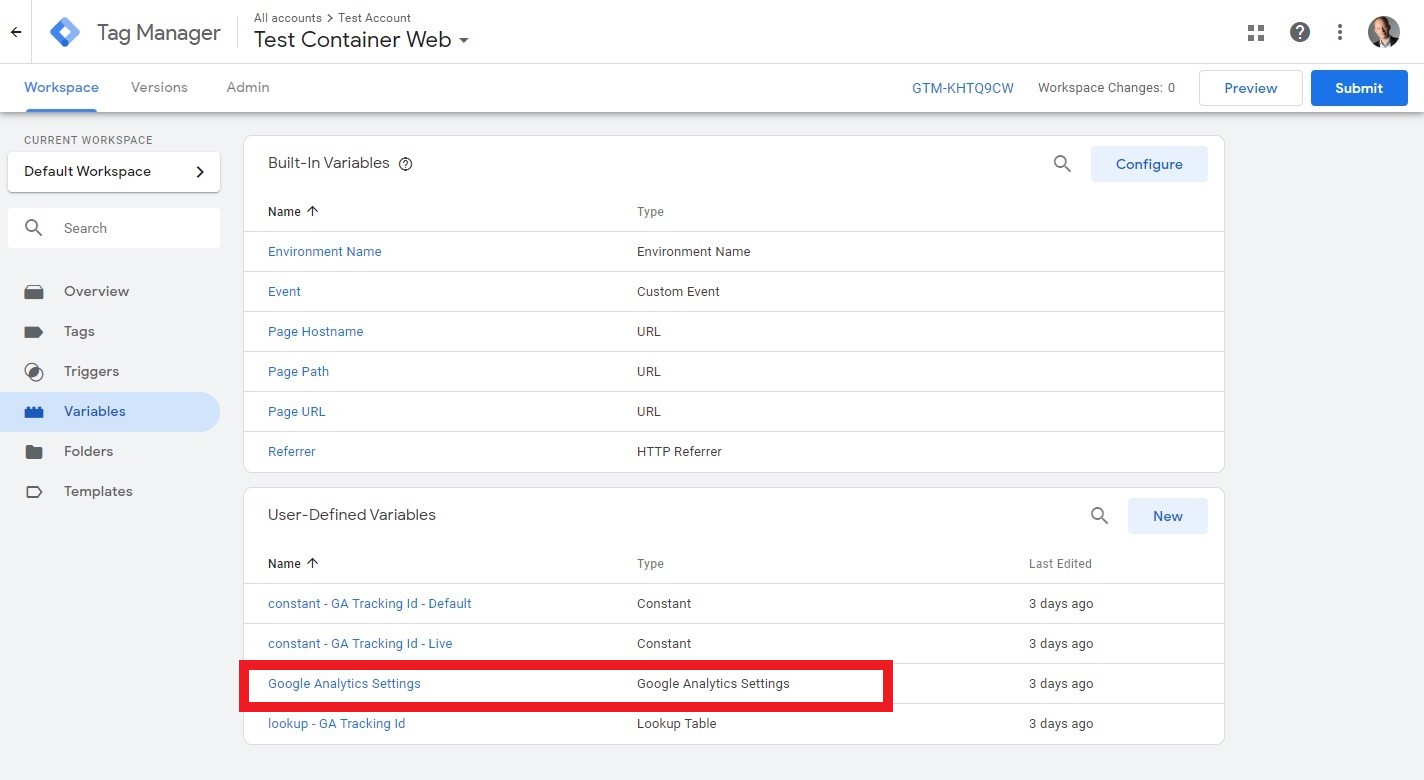 Tag Manager
All accounts > Test Account
Test Container Web
Workspace Versions Admin
GTM-KHTQ9CW Workspace Changes: 0 Preview Submit
CURRENT WORKSPACE
Default Workspace
Search
Overview
Tags
Triggers
Variables
Folders
Templates
Built-In Variables
Configure
Name Type
Environment Name Environment Name
Event Custom Event
Page Hostname URL
Page Path URL
Page URL URL
Referrer HTTP Referrer
User-Defined Variables
New
Name Type Last Edited
constant - GA Tracking Id - Default Constant 3 days ago
constant - GA Tracking Id - Live Constant 3 days ago
Google Analytics Settings Google Analytics Settings 3 days ago
lookup - GA Tracking Id Lookup Table 3 days ago